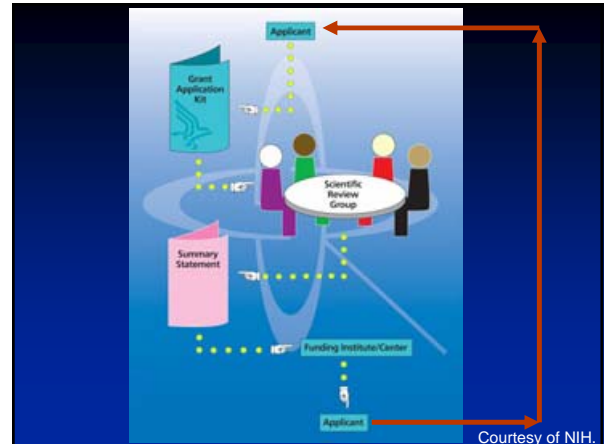 Applicant
Grant
Application
Kit
Scientific
Review
Group
Summary
Statement
Funding Institute/Center
Applicant
Courtesy of NIH.